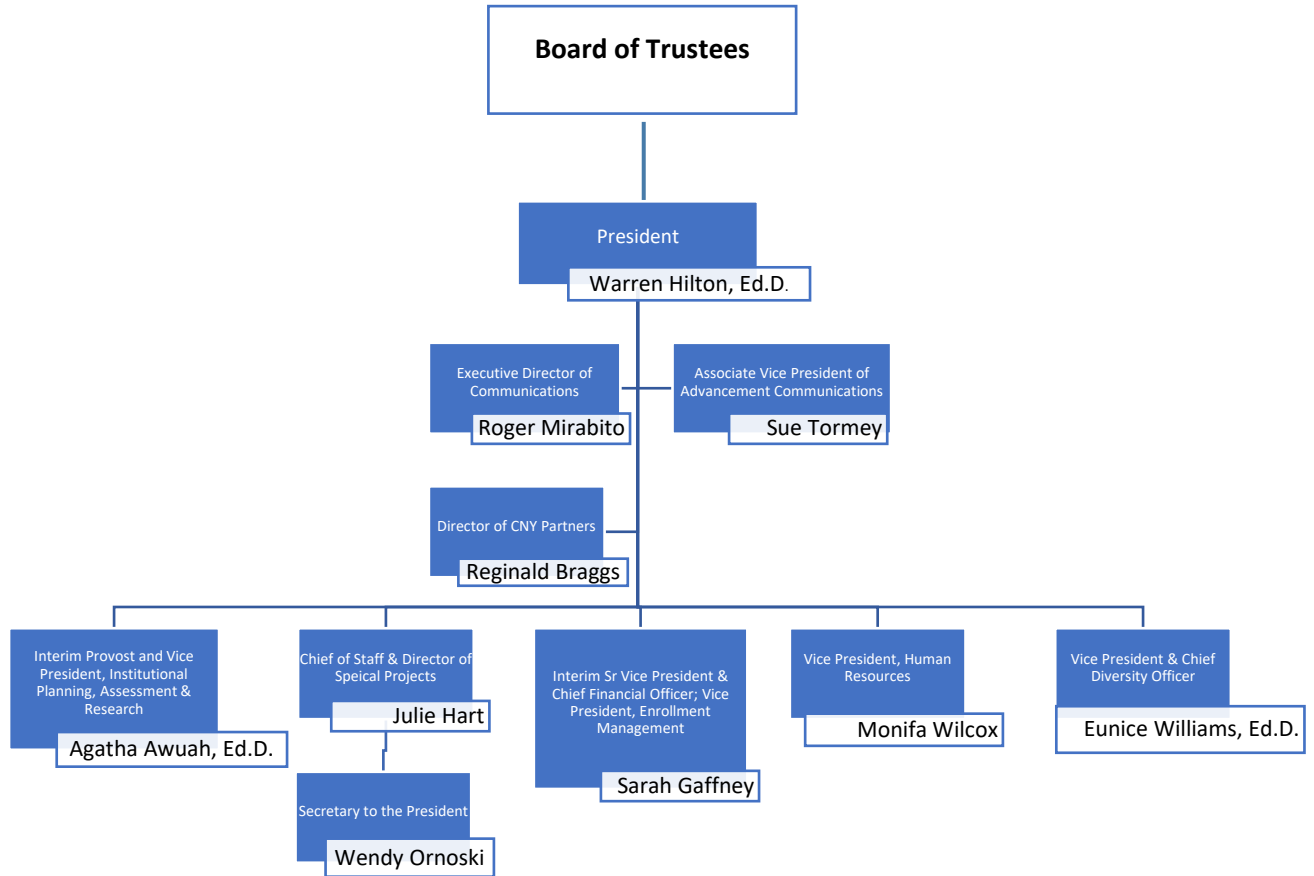 Board of Trustees
President
Warren Hilton, Ed.D.
Executive Director of
Communications
Roger Mirabito
Associate Vice President of
Advancement Communications
Sue Tormey
Director of CNY Partners
Reginald Braggs
Interim Provost and Vice
President, Institutional
Planning, Assessment &
Research
Agatha Awuah, Ed.D.
Chief of Staff & Director of
Speical Projects
Julie Hart
Secretary to the President
Wendy Ornoski
Interim Sr Vice President &
Chief Financial Officer; Vice
President, Enrollment
Management
Sarah Gaffney
Vice President, Human
Resources
Monifa Wilcox
Vice President & Chief
Diversity Officer
Eunice Williams, Ed.D.